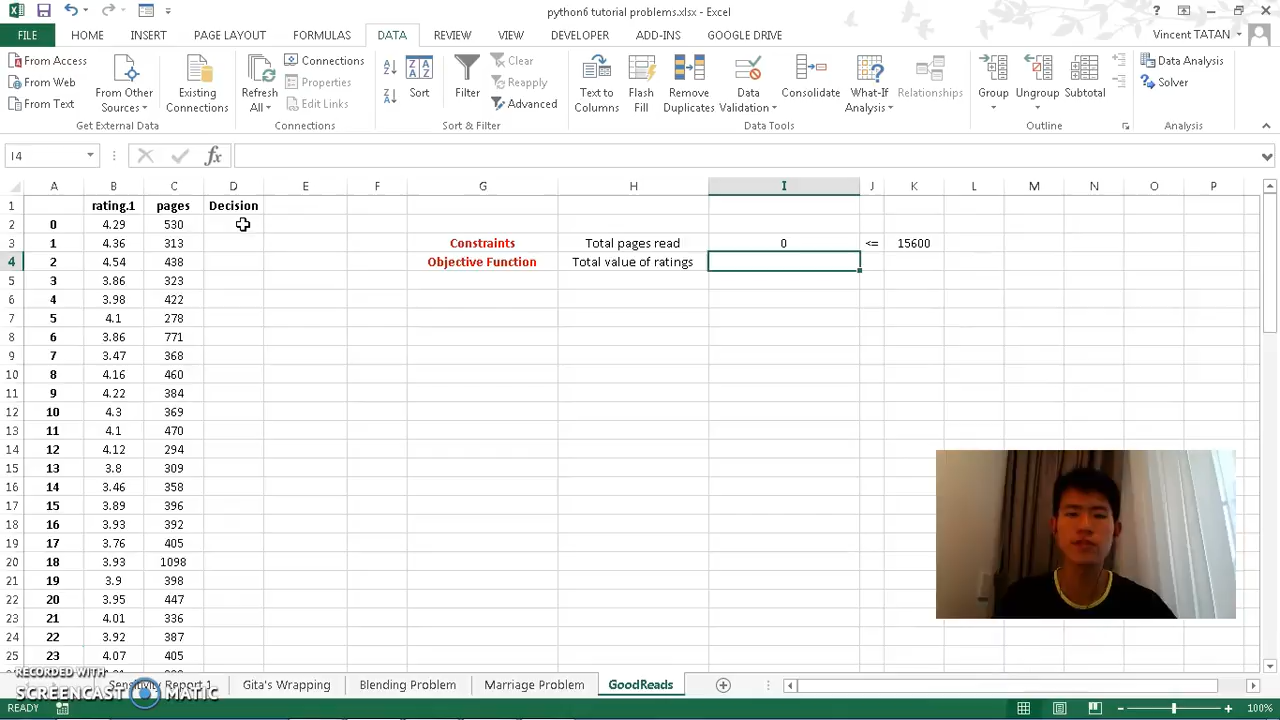 pythons tutorial problems.xlsx - Excel
FILE HOME INSERT PAGE LAYOUT FORMULAS DATA REVIEW VIEW DEVELOPER ADD-INS GOOGLE DRIVE Vincent TATAN
From Access
From Web
From Text
From Other Sources
Existing Connections
Get External Data
Refresh All
Connections
Properties
Edit Links
Connections
Sort
Filter
Clear
Reapply
Advanced
Sort & Filter
Text to Columns
Flash Fill
Remove Duplicates
Data Validation
Consolidate
What-If Analysis
Relationships
Data Tools
Group
Ungroup
Subtotal
Outline
Data Analysis
Solver
Analysis
I4 fx
A B C D E F G H I J K L M N O P
1 rating.1 pages Decision
2 0 4.29 530
3 1 4.36 313 Constraints Total pages read 0 <= 15600
4 2 4.54 438 Objective Function Total value of ratings
5 3 3.86 323
6 4 3.98 422
7 5 4.1 278
8 6 3.86 771
9 7 3.47 368
10 8 4.16 460
11 9 4.22 384
12 10 4.3 369
13 11 4.1 470
14 12 4.12 294
15 13 3.8 309
16 14 3.46 358
17 15 3.89 396
18 16 3.93 392
19 17 3.76 405
20 18 3.93 1098
21 19 3.9 398
22 20 3.95 447
23 21 4.01 336
24 22 3.92 387
25 23 4.07 405
RECORDED WITH
SCREENCAST MATIC
Sensitivity Report 1 Gita's Wrapping Blending Problem Marriage Problem GoodReads
READY 100%